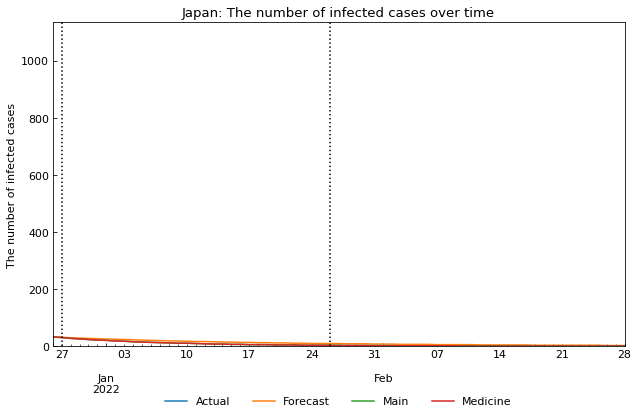 Japan: The number of infected cases over time
The number of infected cases
1000
800
600
400
200
0
27 03 10 17 24 31 07 14 21 28
Jan Feb
2022
Actual Forecast Main Medicine